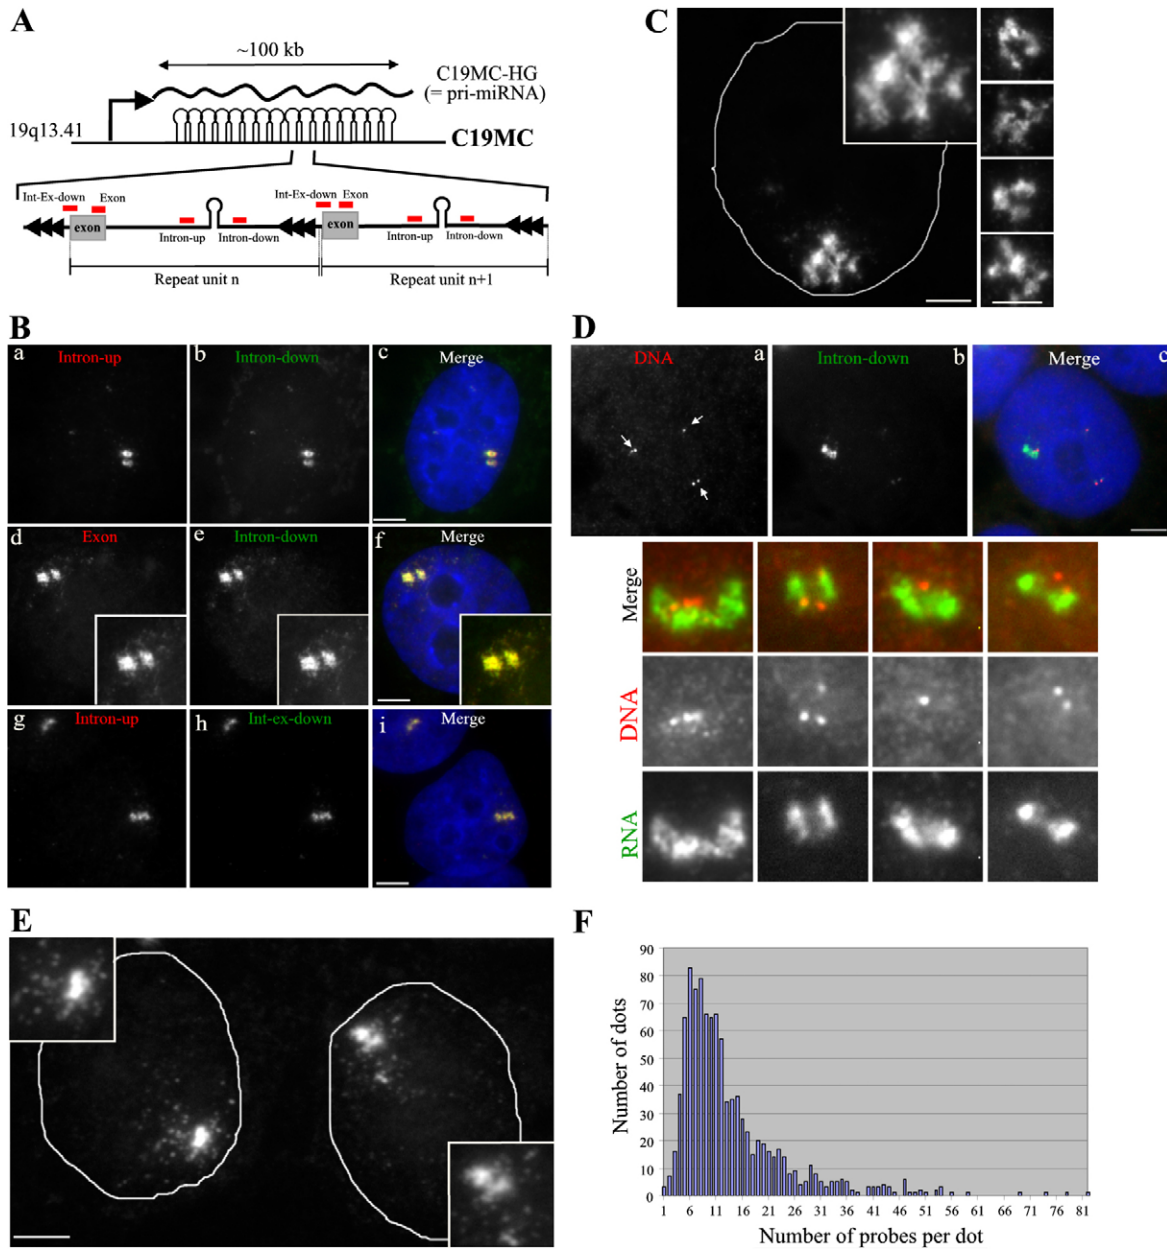 A
~100 kb
C19MC-HG
(= pri-miRNA)
19q13.41
C19MC
Int-Ex-down
Exon
Int-Ex-down
Exon
exon
exon
Intron-up
Intron-down
Intron-up
Intron-down
Repeat unit n
Repeat unit n+1
B
a
Intron-up
b
Intron-down
c
Merge
d
Exon
e
Intron-down
f
Merge
g
Intron-up
h
Int-ex-down
i
Merge
C
D
DNA
a
Intron-down
b
Merge
c
Merge
DNA
RNA
E
F
Number of dots
90
80
70
60
50
40
30
20
10
0
1 6 11 16 21 26 31 36 41 46 51 56 61 66 71 76 81
Number of probes per dot